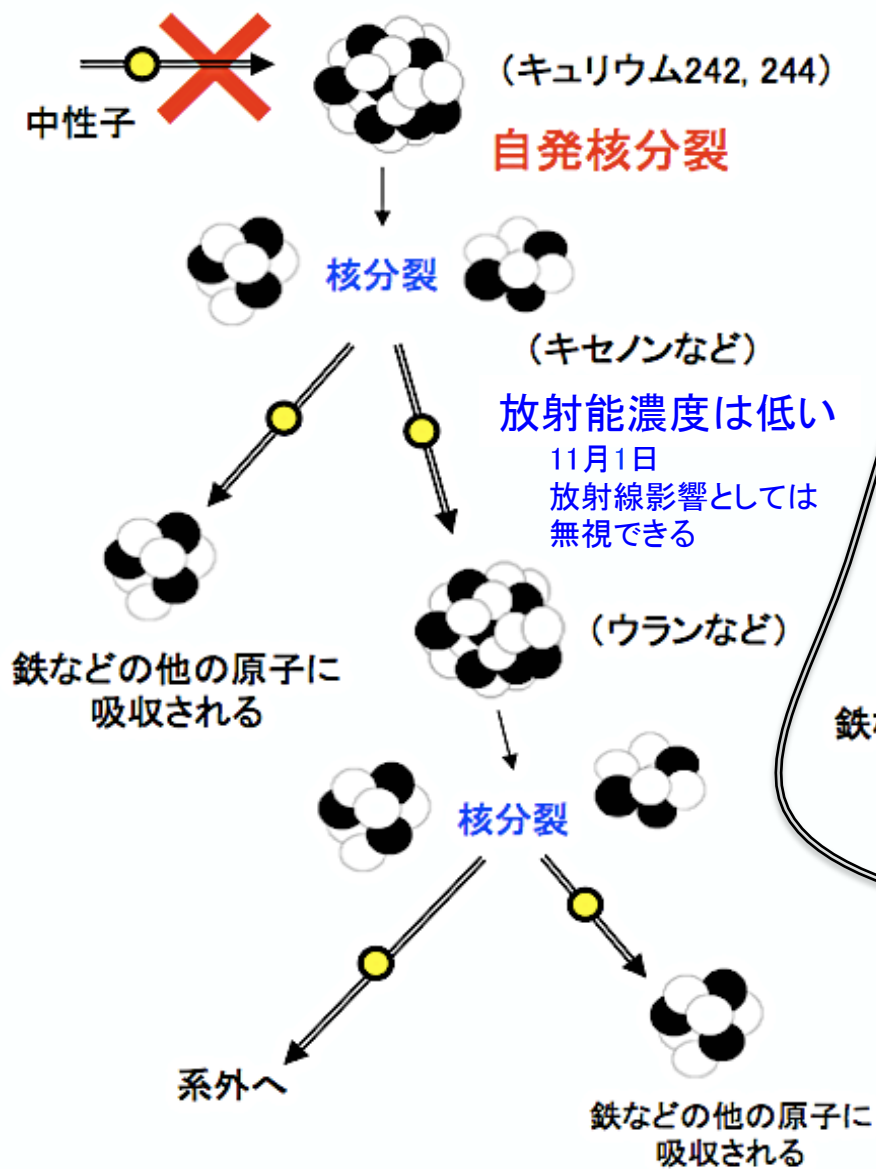 中性子
（キュリウム242, 244）
自発核分裂
核分裂
（キセノンなど）
放射能濃度は低い
11月1日
放射線影響としては
無視できる
鉄などの他の原子に
吸収される
（ウランなど）
鉄
核分裂
系外へ
鉄などの他の原子に
吸収される